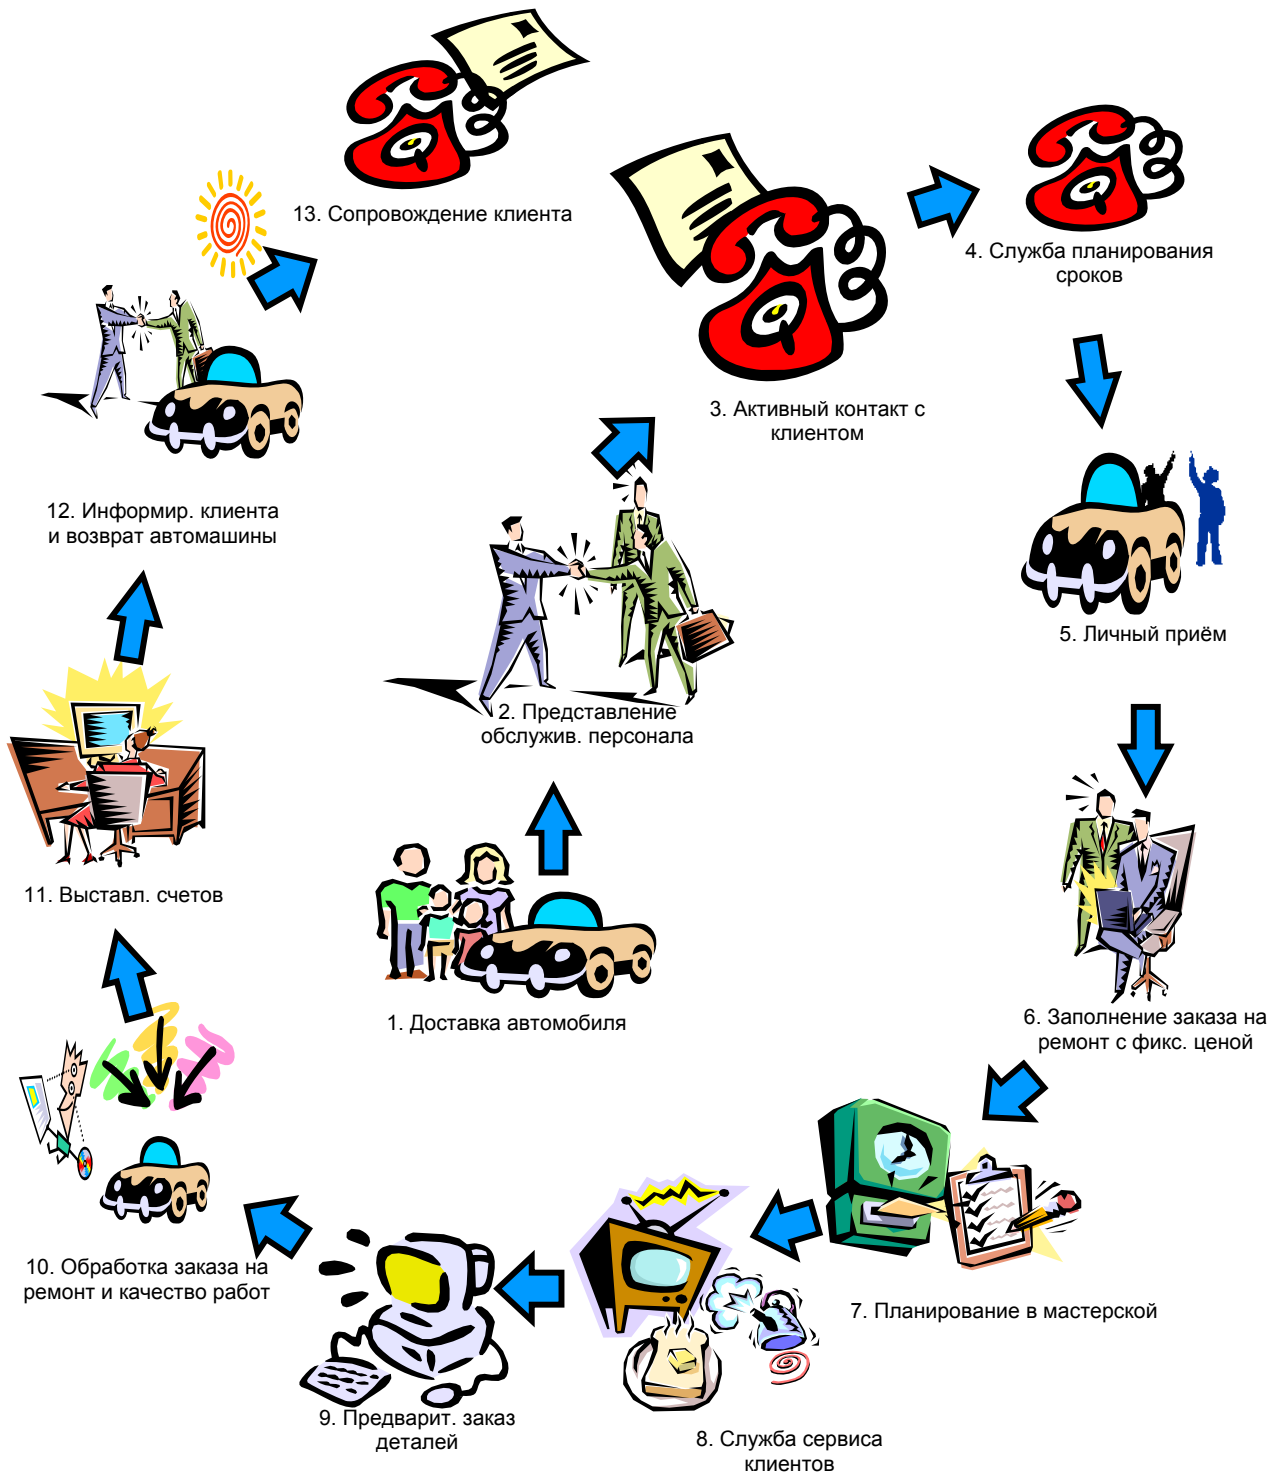 13. Сопровождение клиента
4. Служба планирования
сроков
3. Активный контакт с
клиентом
12. Информир. клиента
и возврат автомашины
5. Личный приём
2. Представление
обслужив. персонала
11. Выставл. счетов
1. Доставка автомобиля
6. Заполнение заказа на
ремонт с фикс. ценой
10. Обработка заказа на
ремонт и качество работ
7. Планирование в мастерской
9. Предварит. заказ
деталей
8. Служба сервиса
клиентов